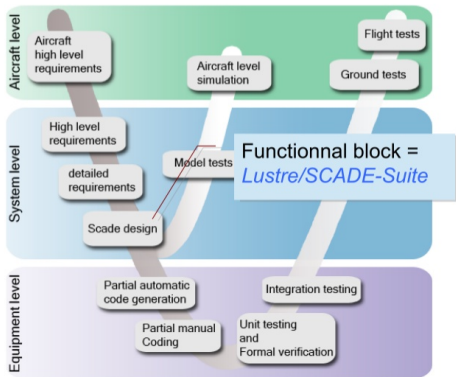 Aircraft level
Aircraft
high level
requirements
Aircraft level
simulation
Flight tests
Ground tests
System level
High level
requirements
detailed
requirements
Scade design
Model tests
Functionnal block =
Lustre/SCADE-Suite
Equipment level
Partial automatic
code generation
Partial manual
Coding
Integration testing
Unit testing
and
Formal verification